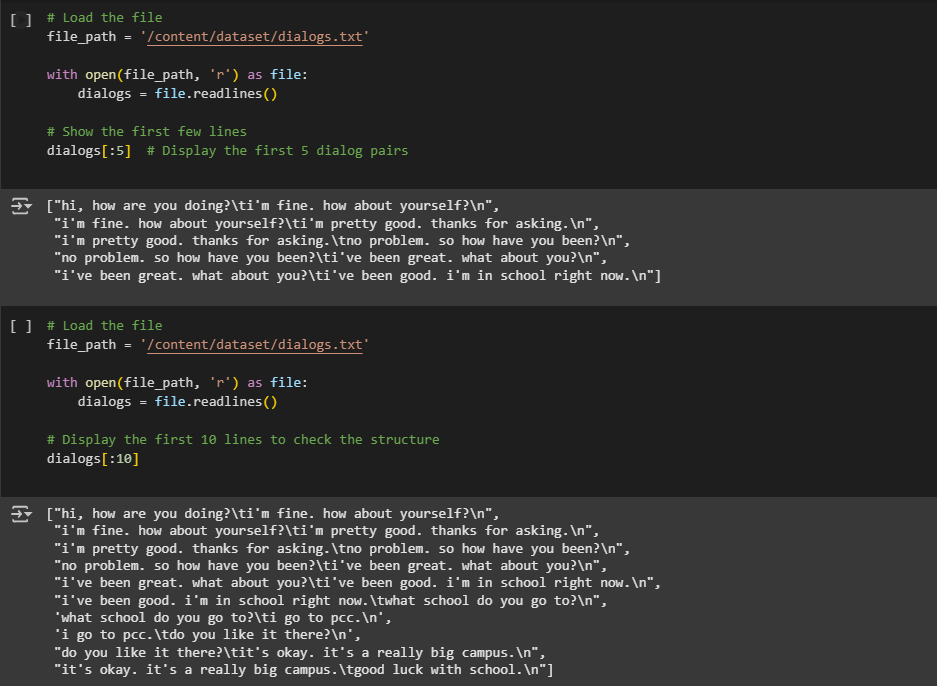 [ ] # Load the file
file_path = '/content/dataset/dialogs.txt'
with open(file_path, 'r') as file:
dialogs = file.readlines()
# Show the first few lines
dialogs[:5]  # Display the first 5 dialog pairs
["hi, how are you doing?\ti'm fine. how about yourself?\n",
"i'm fine. how about yourself?\ti'm pretty good. thanks for asking.\n",
"i'm pretty good. thanks for asking.\tno problem. so how have you been?\n",
"no problem. so how have you been?\ti've been great. what about you?\n",
"i've been great. what about you?\ti've been good. i'm in school right now.\n"]
[ ] # Load the file
file_path = '/content/dataset/dialogs.txt'
with open(file_path, 'r') as file:
dialogs = file.readlines()
# Display the first 10 lines to check the structure
dialogs[:10]
["hi, how are you doing?\ti'm fine. how about yourself?\n",
"i'm fine. how about yourself?\ti'm pretty good. thanks for asking.\n",
"i'm pretty good. thanks for asking.\tno problem. so how have you been?\n",
"no problem. so how have you been?\ti've been great. what about you?\n",
"i've been great. what about you?\ti've been good. i'm in school right now.\n",
"i've been good. i'm in school right now.\twhat school do you go to?\n",
'what school do you go to?\ti go to pcc.\n',
'i go to pcc.\tdo you like it there?\n',
"do you like it there?\tit's okay. it's a really big campus.\n",
"it's okay. it's a really big campus.\tgood luck with school.\n"]